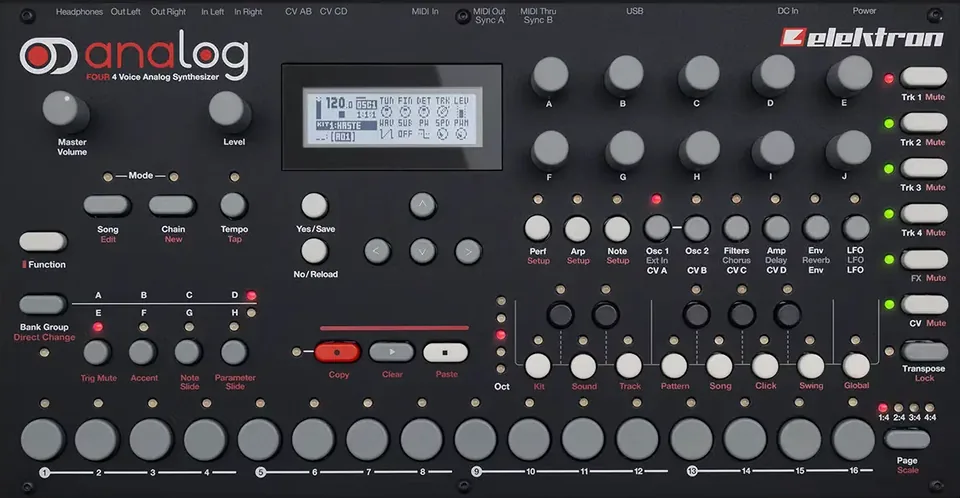 Headphones Out Left Out Right In Left In Right CV AB CV CD MIDI In MIDI Out MIDI Thru USB DC In Power
Sync A Sync B
analog
FOUR 4 Voice Analog Synthesizer
elektron
Master
Volume
Level
120.0 OSC1 TUN FIN DET TRK LEV
1:1:1
KIT 1:HASTE WAV SUB PW SPD PWM
[A01] OFF
A B C D E
F G H I J
Trk 1 Mute
Trk 2 Mute
Trk 3 Mute
Trk 4 Mute
FX Mute
CV Mute
Mode
Song Chain Tempo
Edit New Tap
Function
Yes/Save
No/Reload
Perf Arp Note Osc 1 Osc 2 Filters Amp Env LFO
Setup Setup Setup Ext In Chorus Delay Reverb LFO
CV A CV B CV C CV D Env LFO
Bank Group
Direct Change
A B C D
E F G H
Trig Mute Accent Note Parameter
Slide Slide
Copy Clear Paste
Oct
Kit Sound Track Pattern Song Click Swing Global
Transpose
Lock
1:4 2:4 3:4 4:4
Page
Scale
1 2 3 4 5 6 7 8 9 10 11 12 13 14 15 16